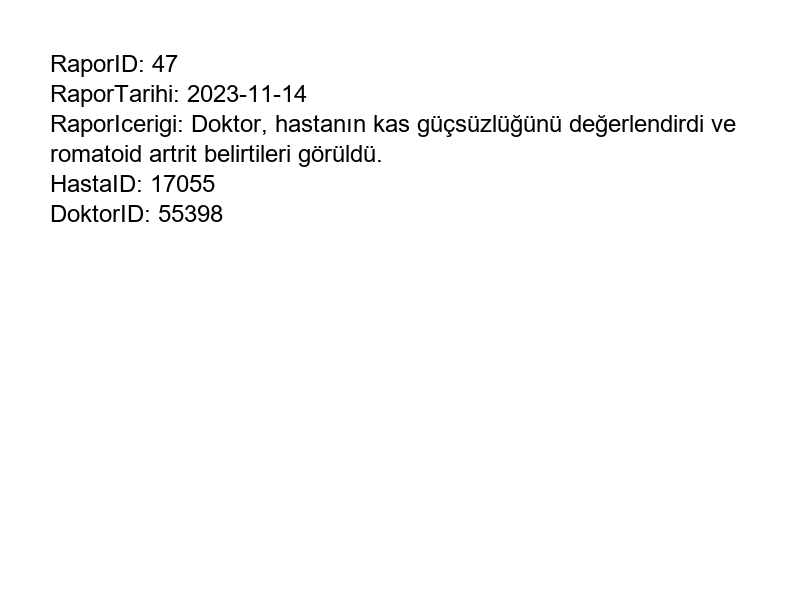 RaporID: 47
RaporTarihi: 2023-11-14
RaporIcerigi: Doktor, hastanın kas güçsüzlüğünü değerlendirdi ve
romatoid artrit belirtileri görüldü.
HastaID: 17055
DoktorID: 55398